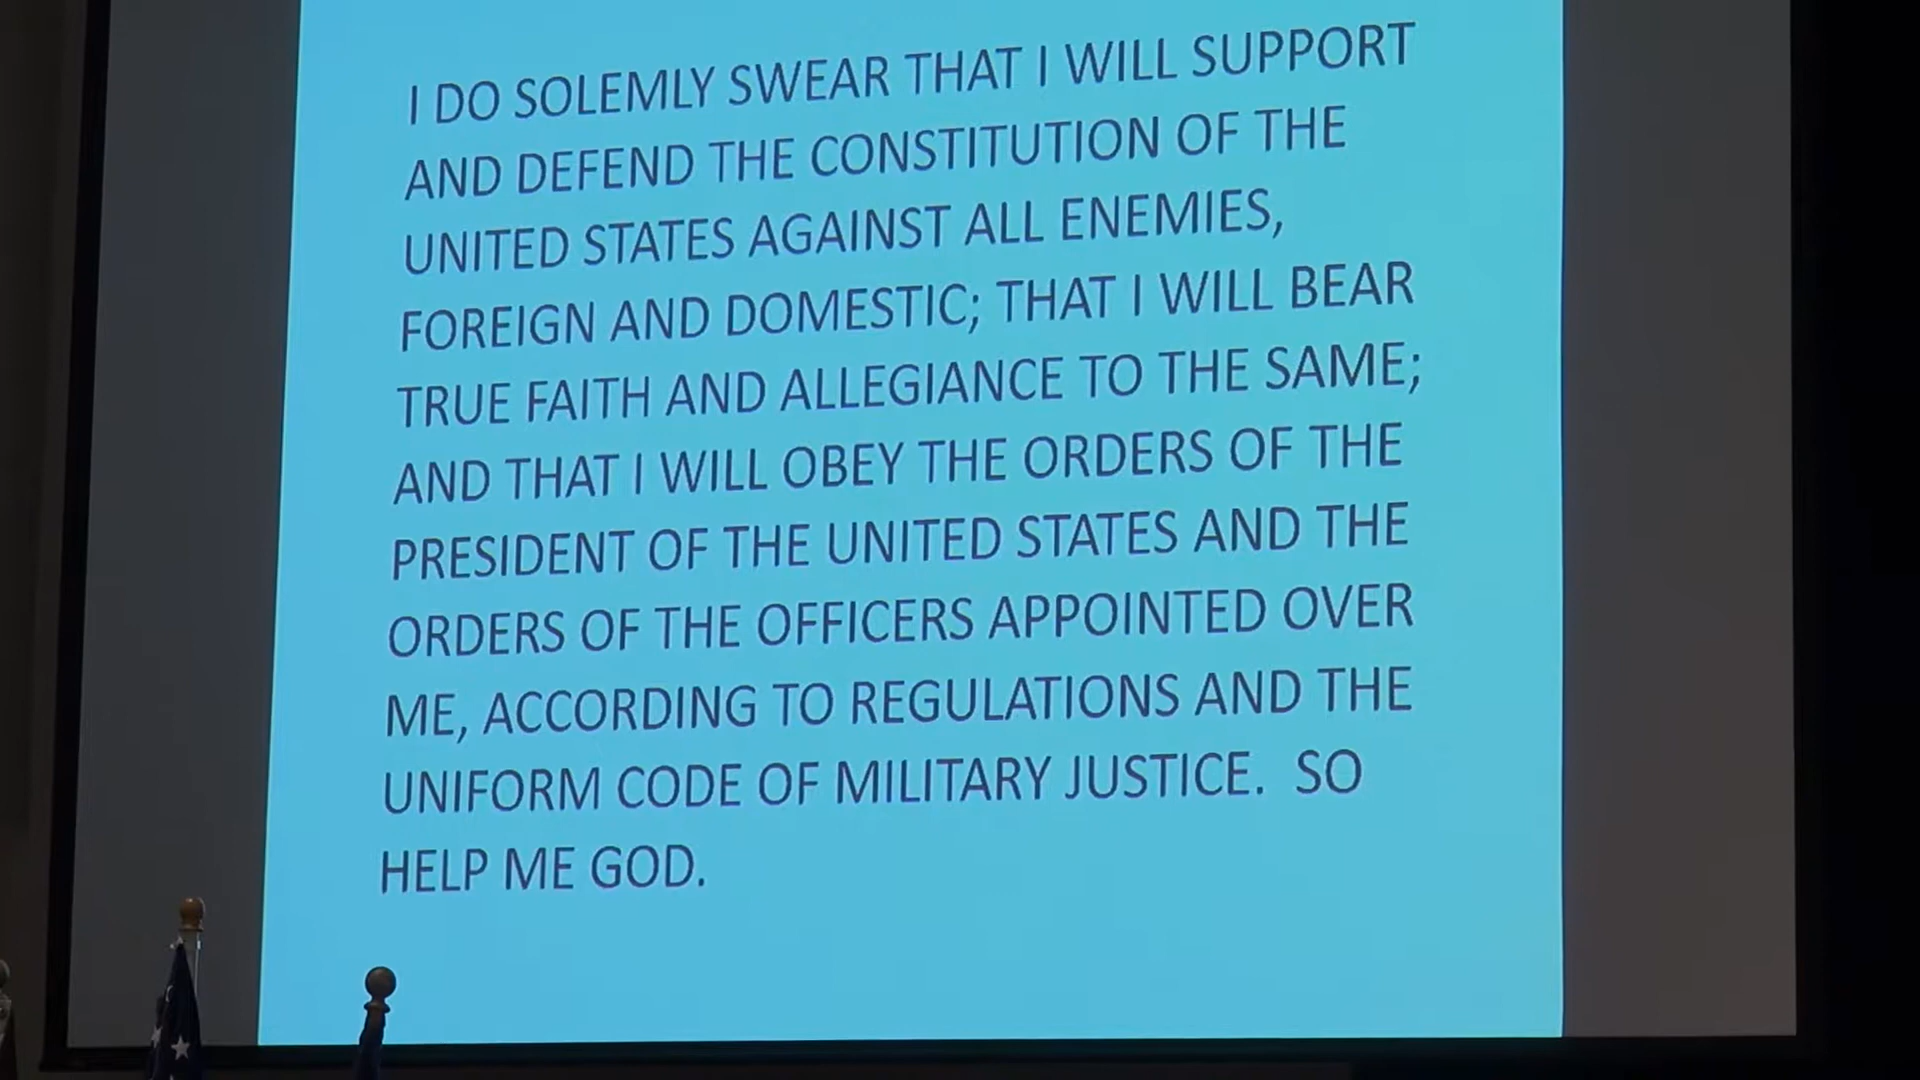 I DO SOLEMLY SWEAR THAT I WILL SUPPORT
AND DEFEND THE CONSTITUTION OF THE
UNITED STATES AGAINST ALL ENEMIES,
FOREIGN AND DOMESTIC; THAT I WILL BEAR
TRUE FAITH AND ALLEGIANCE TO THE SAME;
AND THAT I WILL OBEY THE ORDERS OF THE
PRESIDENT OF THE UNITED STATES AND THE
ORDERS OF THE OFFICERS APPOINTED OVER
ME, ACCORDING TO REGULATIONS AND THE
UNIFORM CODE OF MILITARY JUSTICE.  SO
HELP ME GOD.